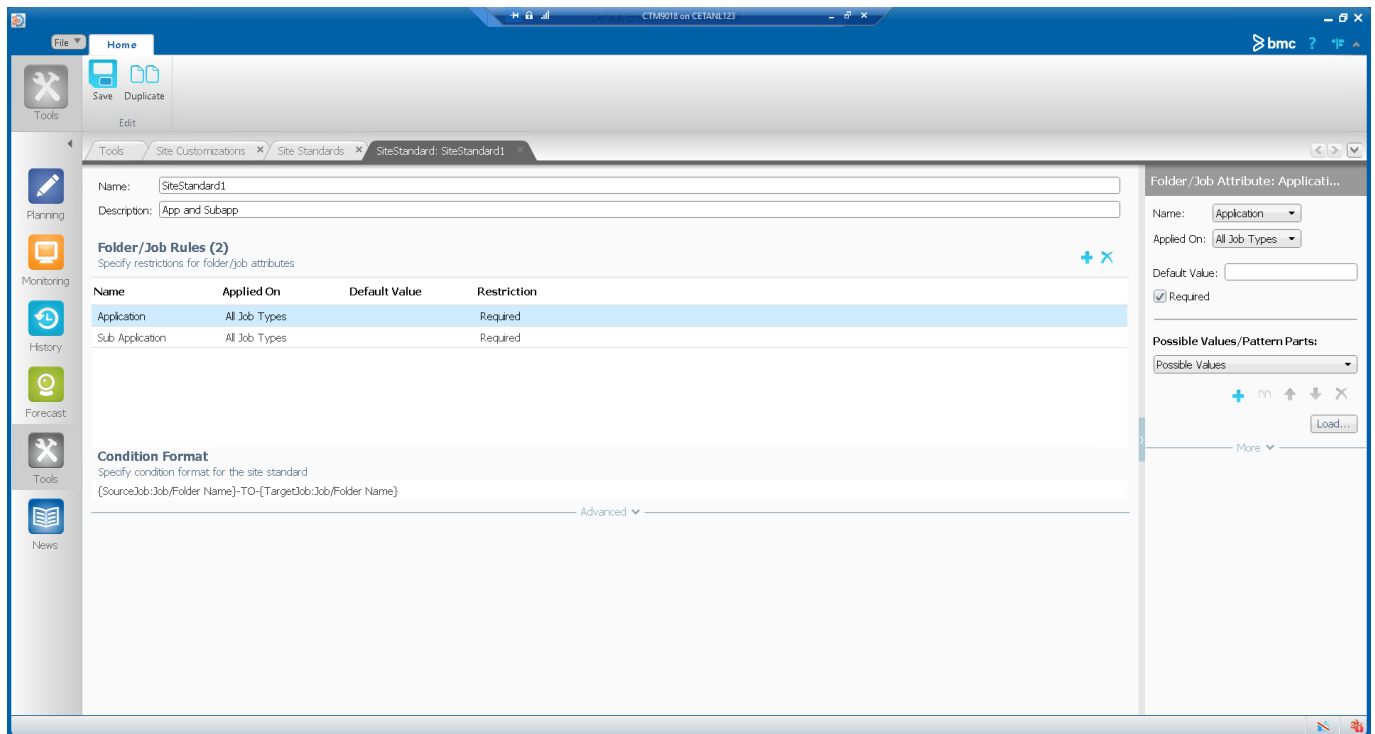 CTM9018 on CETANL123
File Home bmc ?
Tools
Save Duplicate
Edit
Tools Site Customizations Site Standards SiteStandard: SiteStandard1
Planning
Monitoring
History
Forecast
Tools
News
Name: SiteStandard1
Description: App and Subapp
Folder/Job Rules (2)
Specify restrictions for folder/job attributes
Name Applied On Default Value Restriction
Application All Job Types Required
Sub Application All Job Types Required
Condition Format
Specify condition format for the site standard
{SourceJob:Job/Folder Name}-TO-{TargetJob:Job/Folder Name}
Advanced
Folder/Job Attribute: Applicati...
Name: Application
Applied On: All Job Types
Default Value:
Required
Possible Values/Pattern Parts:
Possible Values
Load...
More